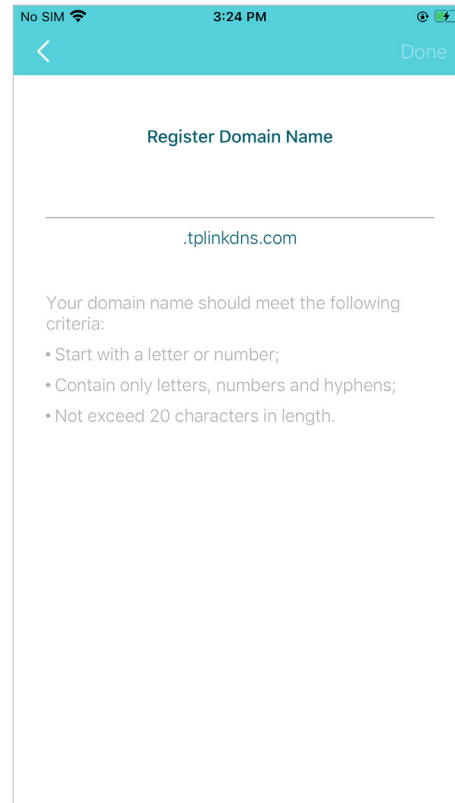 No SIM 3:24 PM
Done
Register Domain Name
.tplinkdns.com
Your domain name should meet the following
criteria:
• Start with a letter or number;
• Contain only letters, numbers and hyphens;
• Not exceed 20 characters in length.